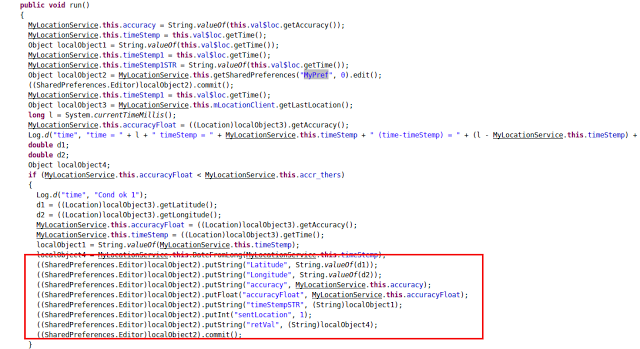 public void run()
{
MyLocationService.this.accuracy = String.valueOf(this.val$loc.getAccuracy());
MyLocationService.this.timeStemp = this.val$loc.getTime();
Object localObject1 = String.valueOf(this.val$loc.getTime());
MyLocationService.this.timeStemp1 = this.val$loc.getTime();
MyLocationService.this.timeStemp1STR = String.valueOf(this.val$loc.getTime());
Object localObject2 = MyLocationService.this.getSharedPreferences("MyPref", 0).edit();
((SharedPreferences.Editor)localObject2).commit();
MyLocationService.this.timeStemp1 = this.val$loc.getTime();
Object localObject3 = MyLocationService.this.mLocationClient.getLastLocation();
long l = System.currentTimeMillis();
MyLocationService.this.accuracyFloat = ((Location)localObject3).getAccuracy();
Log.d("time", "time = " + l + " timeStemp = " + MyLocationService.this.timeStemp + " (time-timeStemp) = " + (l - MyLocationService.this.timeStemp) +
double d1;
double d2;
Object localObject4;
if (MyLocationService.this.accuracyFloat < MyLocationService.this.accr_thers)
{
Log.d("time", "Cond ok 1");
d1 = ((Location)localObject3).getLatitude();
d2 = ((Location)localObject3).getLongitude();
MyLocationService.this.accuracyFloat = ((Location)localObject3).getAccuracy();
MyLocationService.this.timeStemp = ((Location)localObject3).getTime();
localObject1 = String.valueOf(MyLocationService.this.timeStemp);
localObject4 = MyLocationService.this.DateFromLong(MyLocationService.this.timeStemp);
((SharedPreferences.Editor)localObject2).putString("Latitude", String.valueOf(d1));
((SharedPreferences.Editor)localObject2).putString("Longitude", String.valueOf(d2));
((SharedPreferences.Editor)localObject2).putString("accuracy", MyLocationService.this.accuracy);
((SharedPreferences.Editor)localObject2).putFloat("accuracyFloat", MyLocationService.this.accuracyFloat);
((SharedPreferences.Editor)localObject2).putString("timeStempSTR", (String)localObject1);
((SharedPreferences.Editor)localObject2).putInt("sentLocation", 1);
((SharedPreferences.Editor)localObject2).putString("retVal", (String)localObject4);
((SharedPreferences.Editor)localObject2).commit();
}